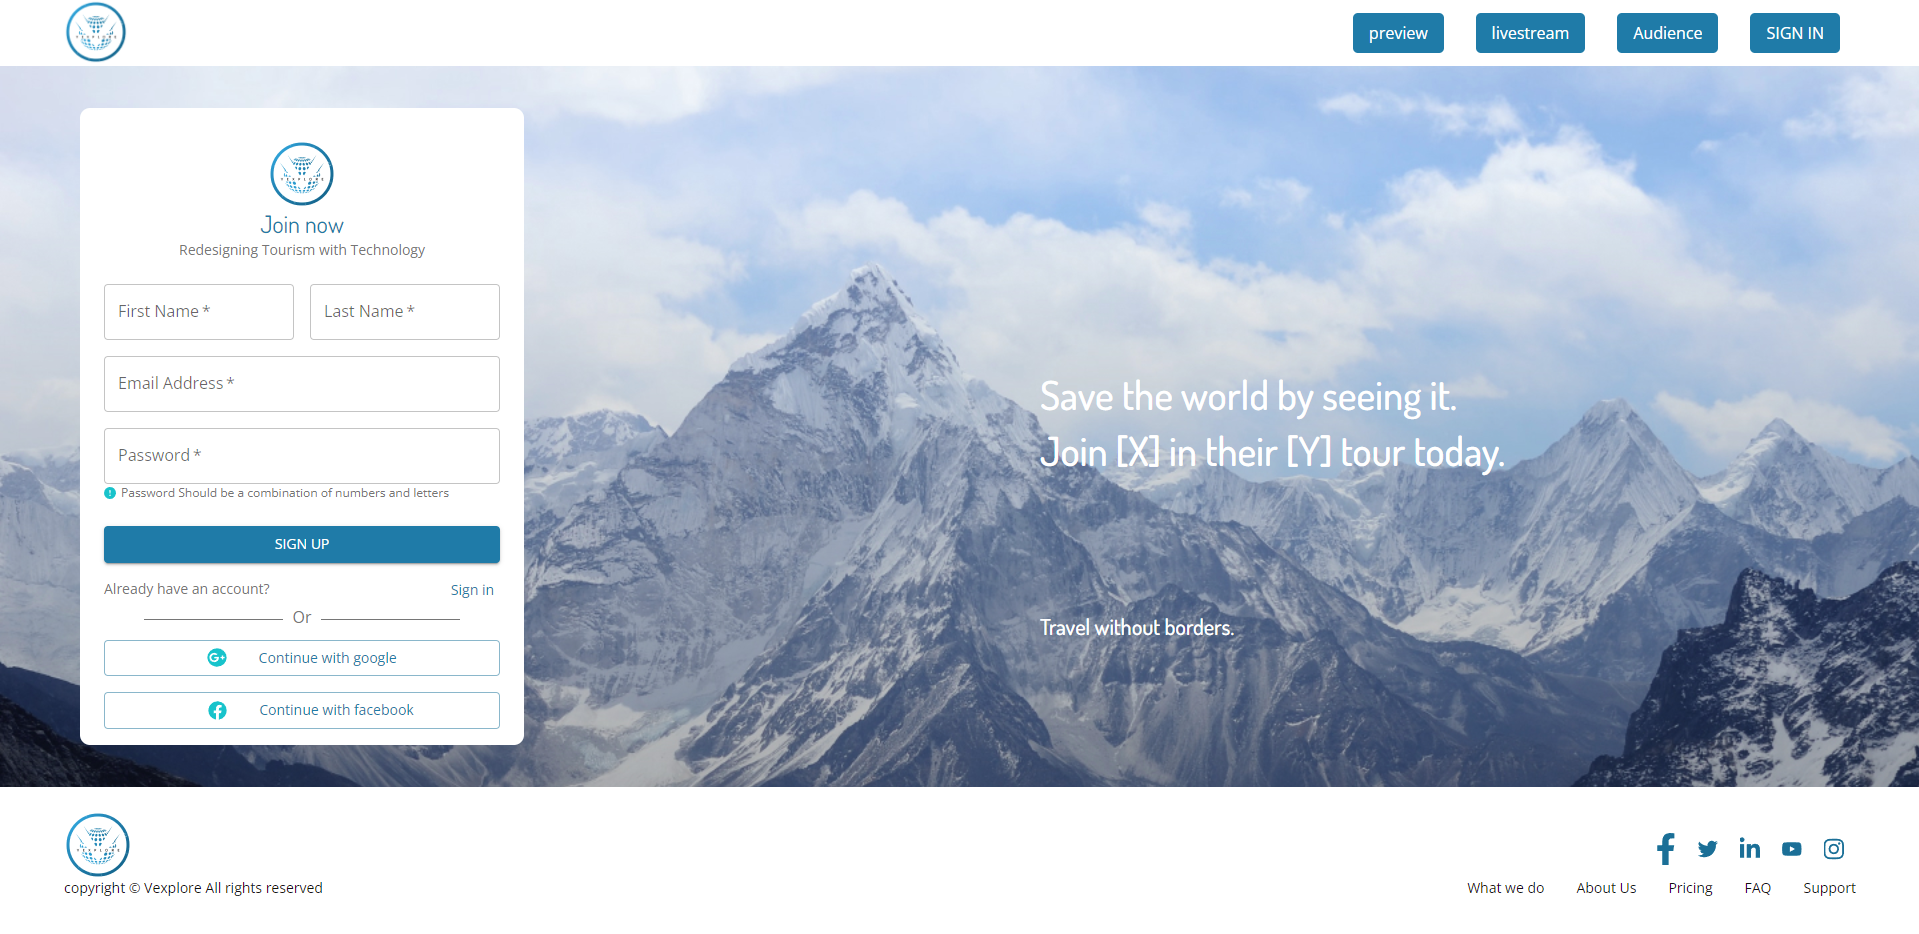 VEXPLORE
preview
livestream
Audience
SIGN IN
VEXPLORE
Join now
Redesigning Tourism with Technology
First Name *
Last Name *
Email Address *
Password *
Password Should be a combination of numbers and letters
SIGN UP
Already have an account?
Sign in
Or
Continue with google
Continue with facebook
Save the world by seeing it.
Join [X] in their [Y] tour today.
Travel without borders.
VEXPLORE
copyright © Vexplore All rights reserved
What we do
About Us
Pricing
FAQ
Support